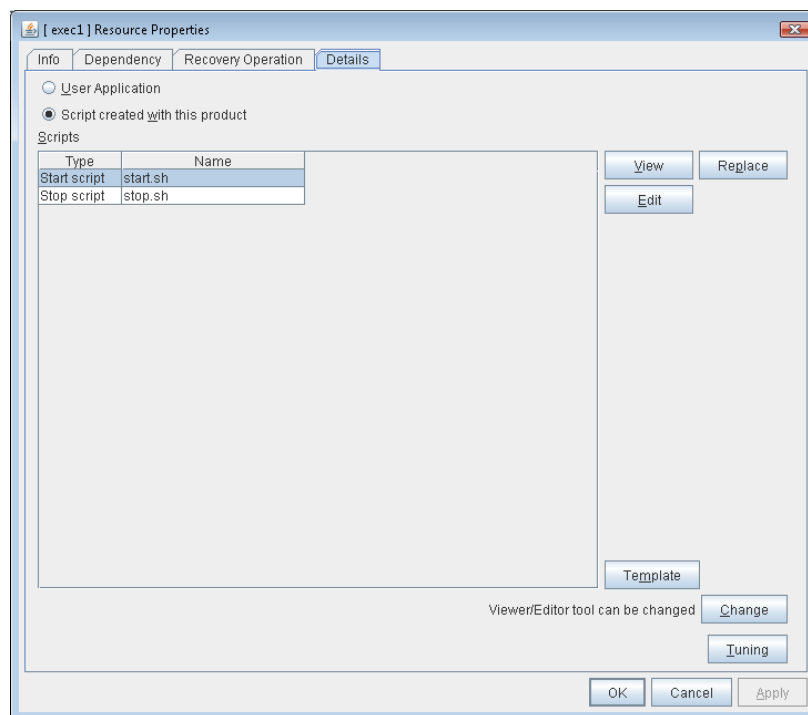 [ exec1 ] Resource Properties
Info Dependency Recovery Operation Details
User Application
Script created with this product
Scripts
Type Name
Start script start.sh
Stop script stop.sh
View Replace
Edit
Template
Viewer/Editor tool can be changed Change
Tuning
OK Cancel Apply